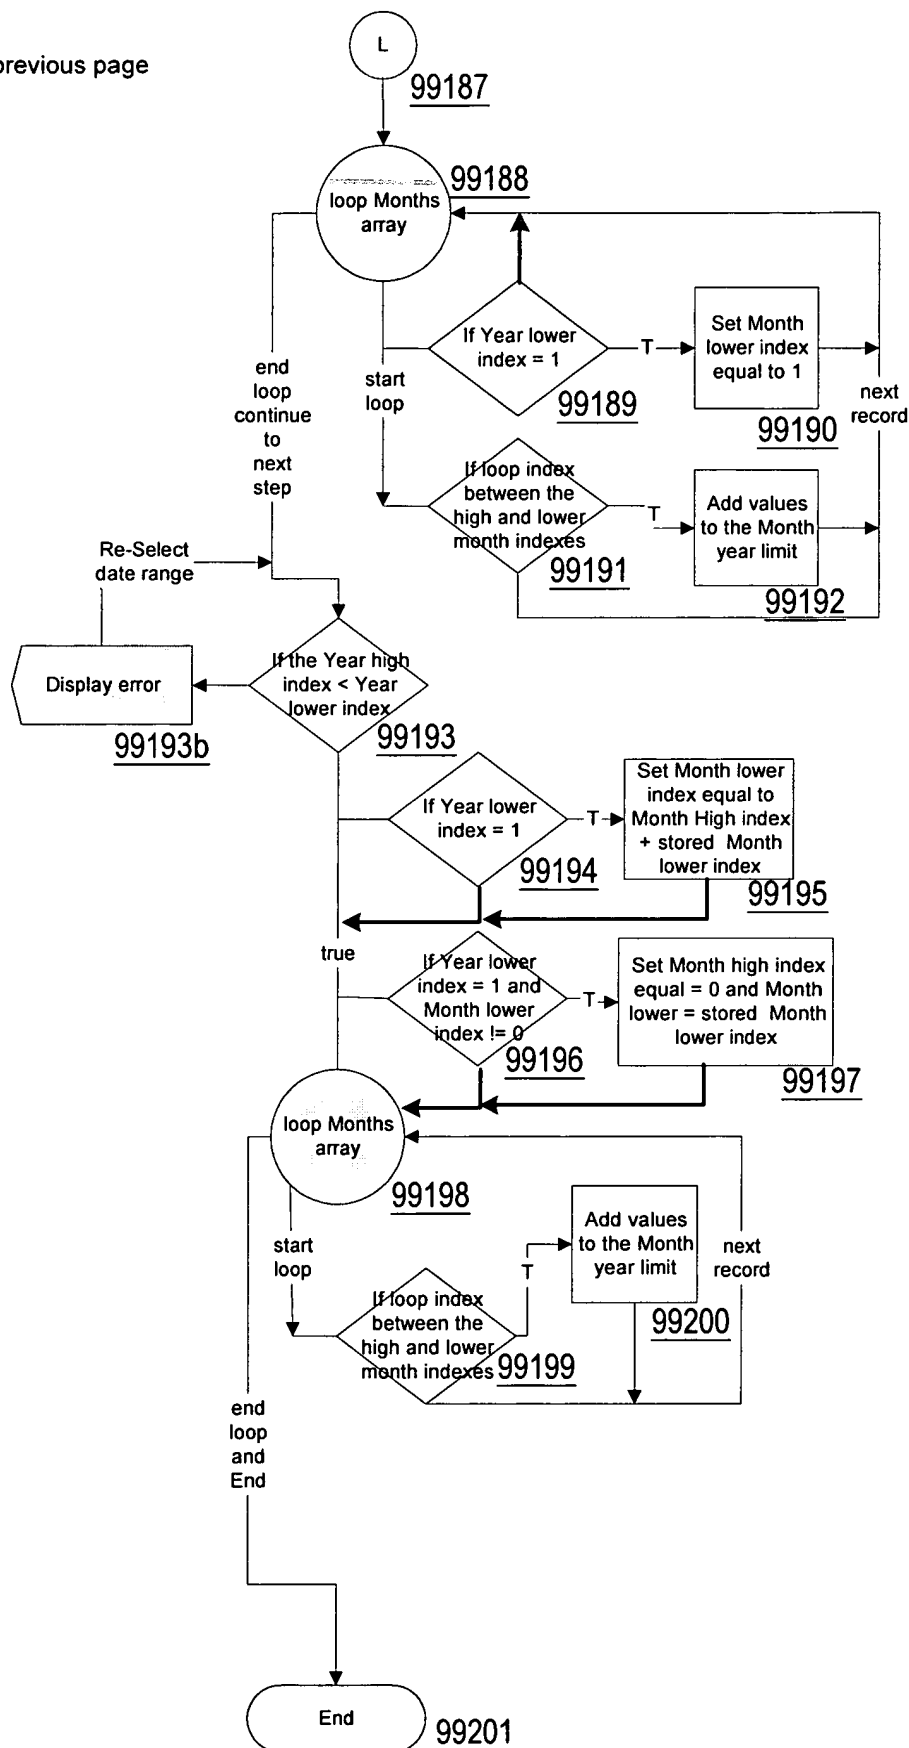 L
previous page
99187
99188
loop Months
array
If Year lower
index = 1
T
Set Month
lower index
equal to 1
99189
99190
end
loop
continue
to
next
step
start
loop
next
record
If loop index
between the
high and lower
month indexes
T
Add values
to the Month
year limit
99191
99192
Re-Select
date range
If the Year high
index < Year
lower index
Display error
99193
99193b
If Year lower
index = 1
T
Set Month lower
index equal to
Month High index
+ stored Month
lower index
99194
99195
true
If Year lower
index = 1 and
Month lower
index != 0
T
Set Month high index
equal = 0 and Month
lower = stored Month
lower index
99196
99197
loop Months
array
99198
start
loop
Add values
to the Month
year limit
next
record
T
If loop index
between the
high and lower
month indexes
99199
99200
end
loop
and
End
End
99201